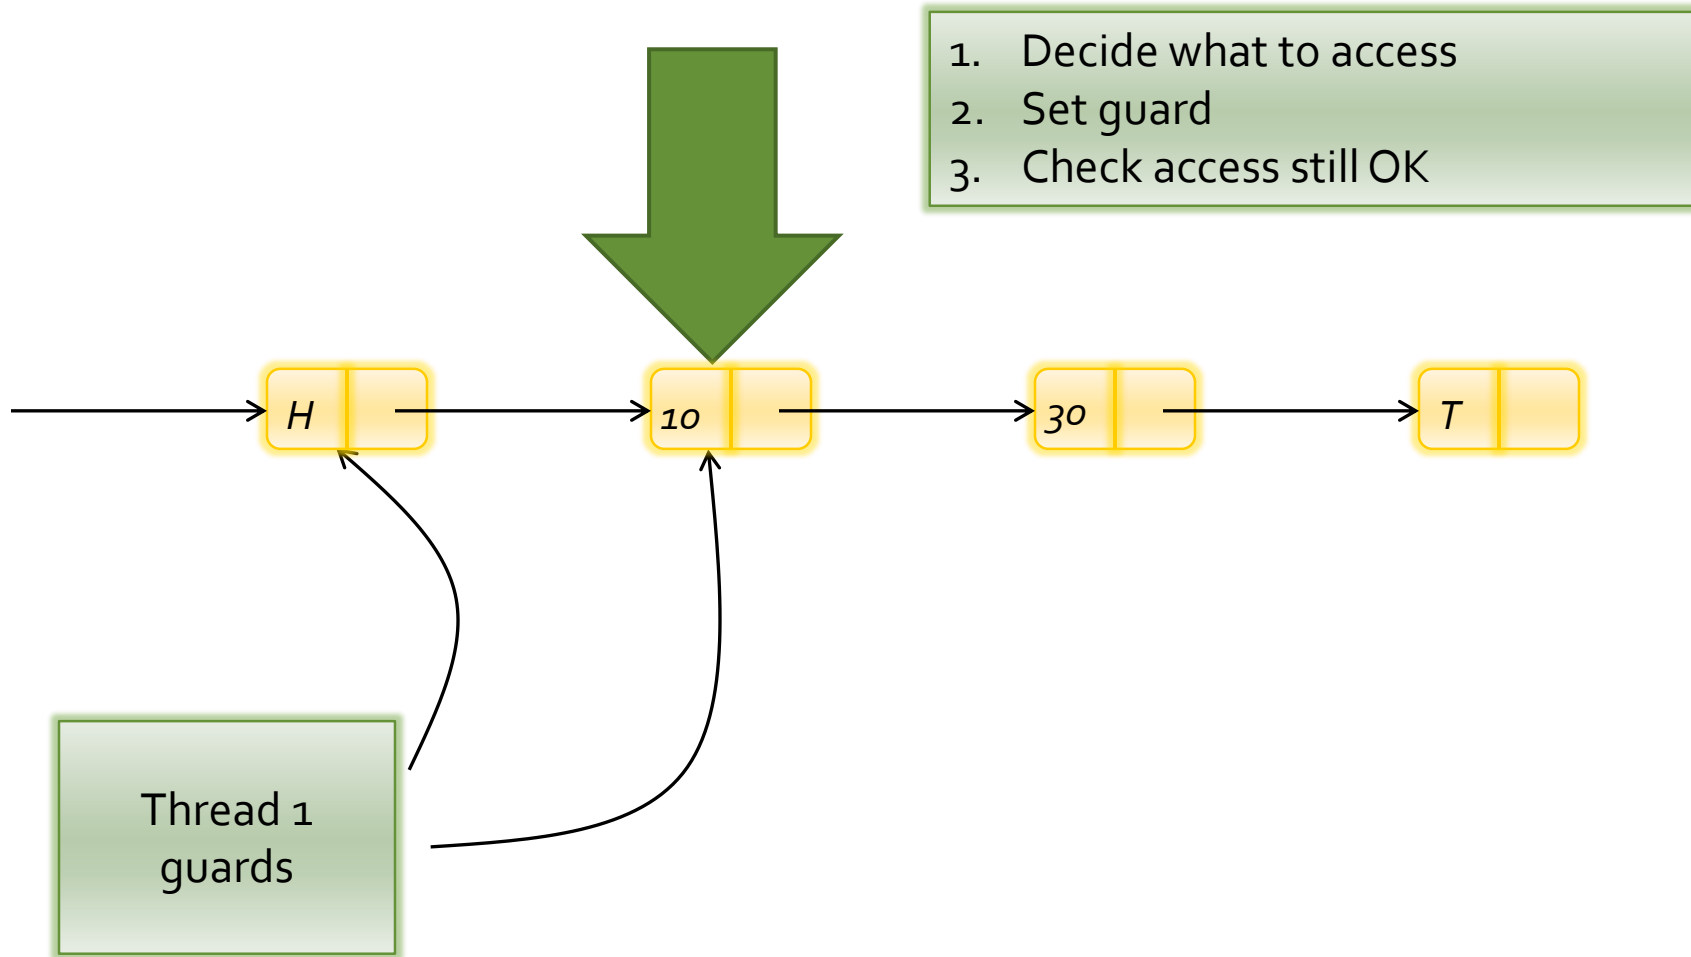 1. Decide what to access
2. Set guard
3. Check access still OK
H
10
30
T
Thread 1
guards